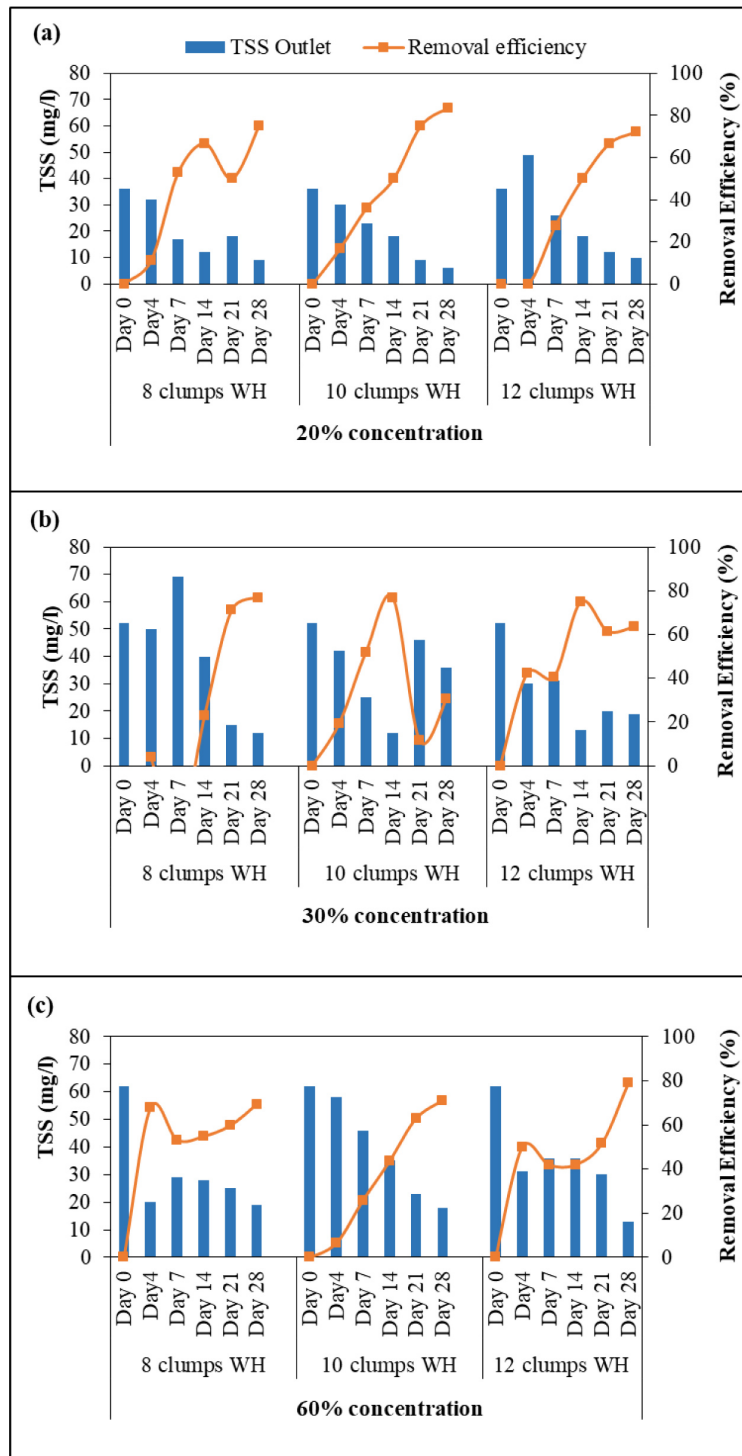 (a)
TSS Outlet Removal efficiency
80 100
70
60 80
50 60
40
30 40
20
10 20
0 0
TSS (mg/l)
Removal Efficiency (%)
Day 0 Day4 Day 7 Day 14 Day 21 Day 28 Day 0 Day4 Day 7 Day 14 Day 21 Day 28 Day 0 Day4 Day 7 Day 14 Day 21 Day 28
8 clumps WH 10 clumps WH 12 clumps WH
20% concentration
(b)
80 100
70
60 80
50 60
40
30 40
20
10 20
0 0
TSS (mg/l)
Removal Efficiency (%)
Day 0 Day4 Day 7 Day 14 Day 21 Day 28 Day 0 Day4 Day 7 Day 14 Day 21 Day 28 Day 0 Day4 Day 7 Day 14 Day 21 Day 28
8 clumps WH 10 clumps WH 12 clumps WH
30% concentration
(c)
80 100
70
60 80
50 60
40
30 40
20
10 20
0 0
TSS (mg/l)
Removal Efficiency (%)
Day 0 Day4 Day 7 Day 14 Day 21 Day 28 Day 0 Day4 Day 7 Day 14 Day 21 Day 28 Day 0 Day4 Day 7 Day 14 Day 21 Day 28
8 clumps WH 10 clumps WH 12 clumps WH
60% concentration